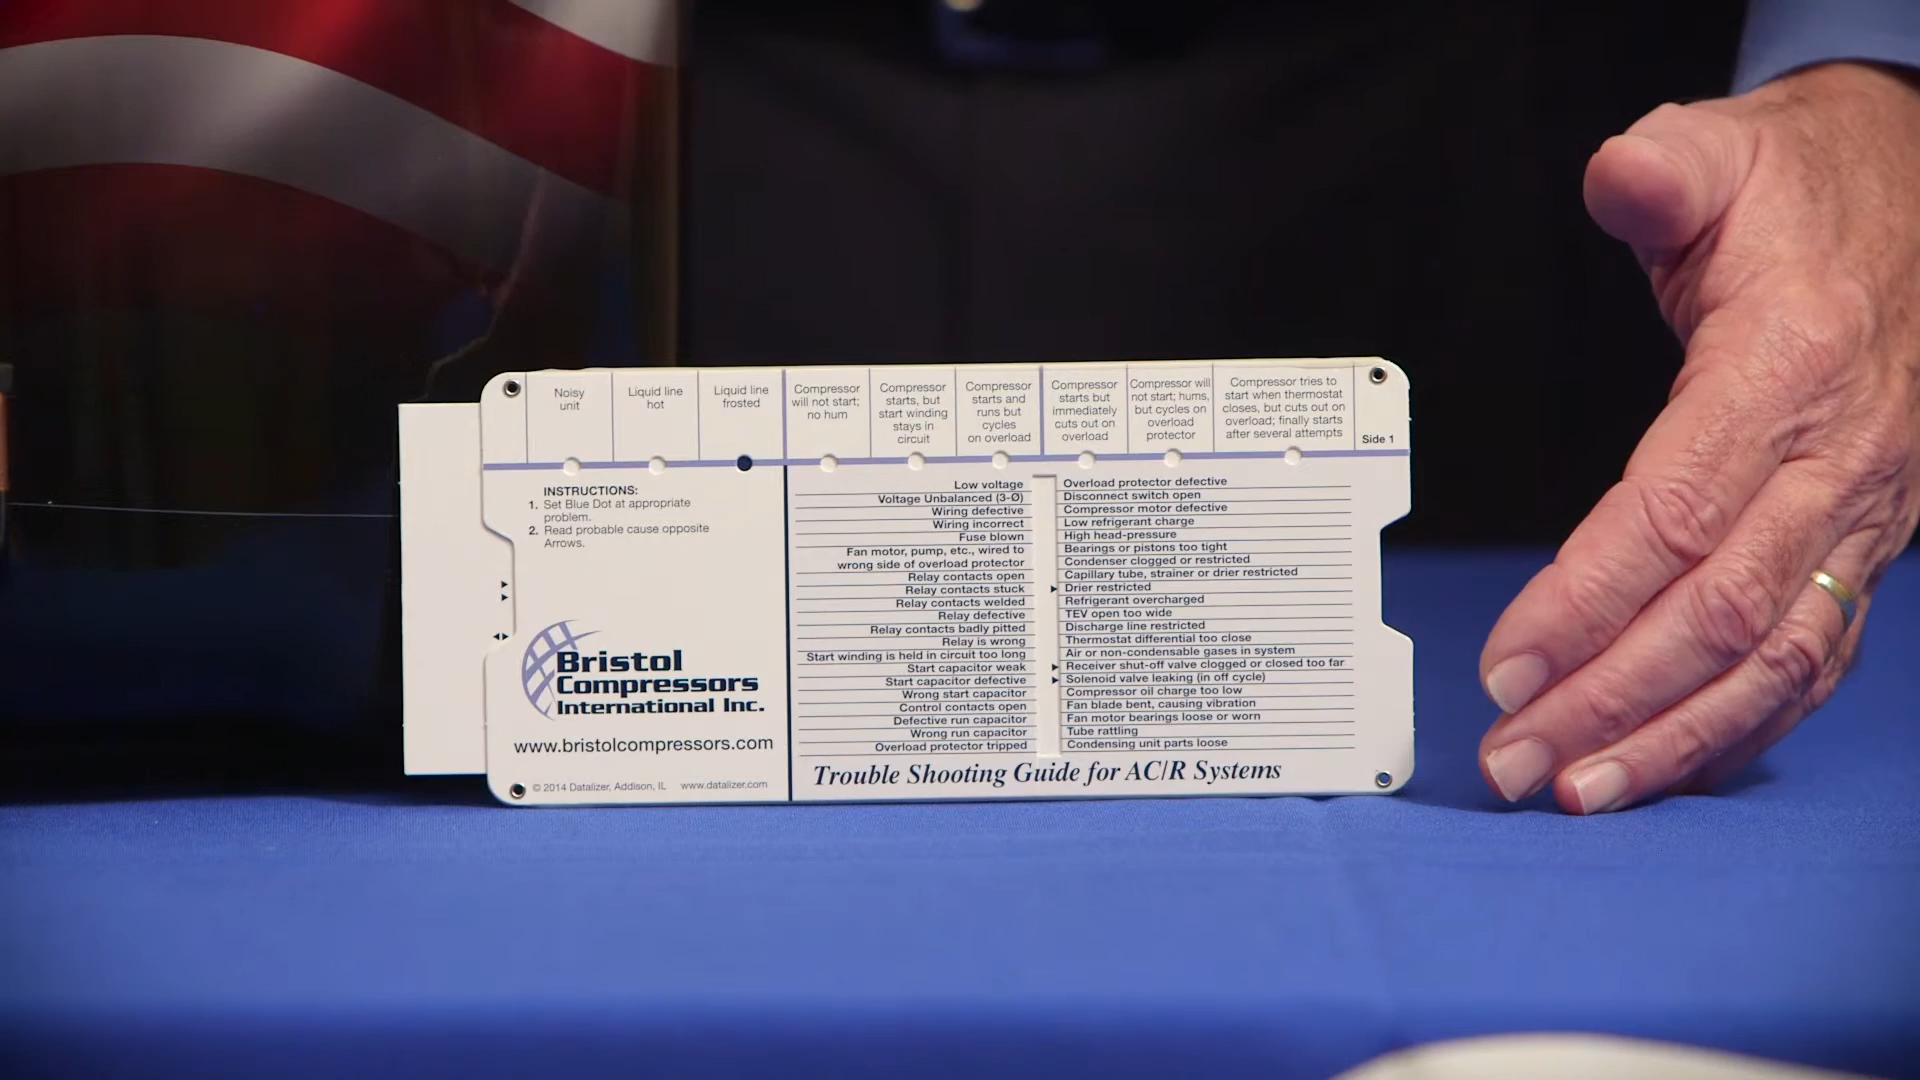 Noisy
unit
Liquid line
hot
Liquid line
frosted
Compressor
will not start;
no hum
Compressor
starts, but
start winding
stays in
circuit
Compressor
starts and
runs but
cycles
on overload
Compressor
starts but
immediately
cuts out on
overload
Compressor will
not start; hums,
but cycles on
overload
protector
Compressor tries to
start when thermostat
closes, but cuts out on
overload; finally starts
after several attempts
Side 1
INSTRUCTIONS:
1. Set Blue Dot at appropriate
problem.
2. Read probable cause opposite
Arrows.
Bristol
Compressors
International Inc.
www.bristolcompressors.com
© 2014 Datalizer, Addison, IL www.datalizer.com
Low voltage
Voltage Unbalanced (3-Ø)
Wiring defective
Wiring incorrect
Fuse blown
Fan motor, pump, etc., wired to
wrong side of overload protector
Relay contacts open
Relay contacts stuck
Relay contacts welded
Relay defective
Relay contacts badly pitted
Relay is wrong
Start winding is held in circuit too long
Start capacitor weak
Start capacitor defective
Wrong start capacitor
Control contacts open
Defective run capacitor
Wrong run capacitor
Overload protector tripped
Overload protector defective
Disconnect switch open
Compressor motor defective
Low refrigerant charge
High head-pressure
Bearings or pistons too tight
Condenser clogged or restricted
Capillary tube, strainer or drier restricted
Drier restricted
Refrigerant overcharged
TEV open too wide
Discharge line restricted
Thermostat differential too close
Air or non-condensable gases in system
Receiver shut-off valve clogged or closed too far
Solenoid valve leaking (in off cycle)
Compressor oil charge too low
Fan blade bent, causing vibration
Fan motor bearings loose or worn
Tube rattling
Condensing unit parts loose
Trouble Shooting Guide for AC/R Systems